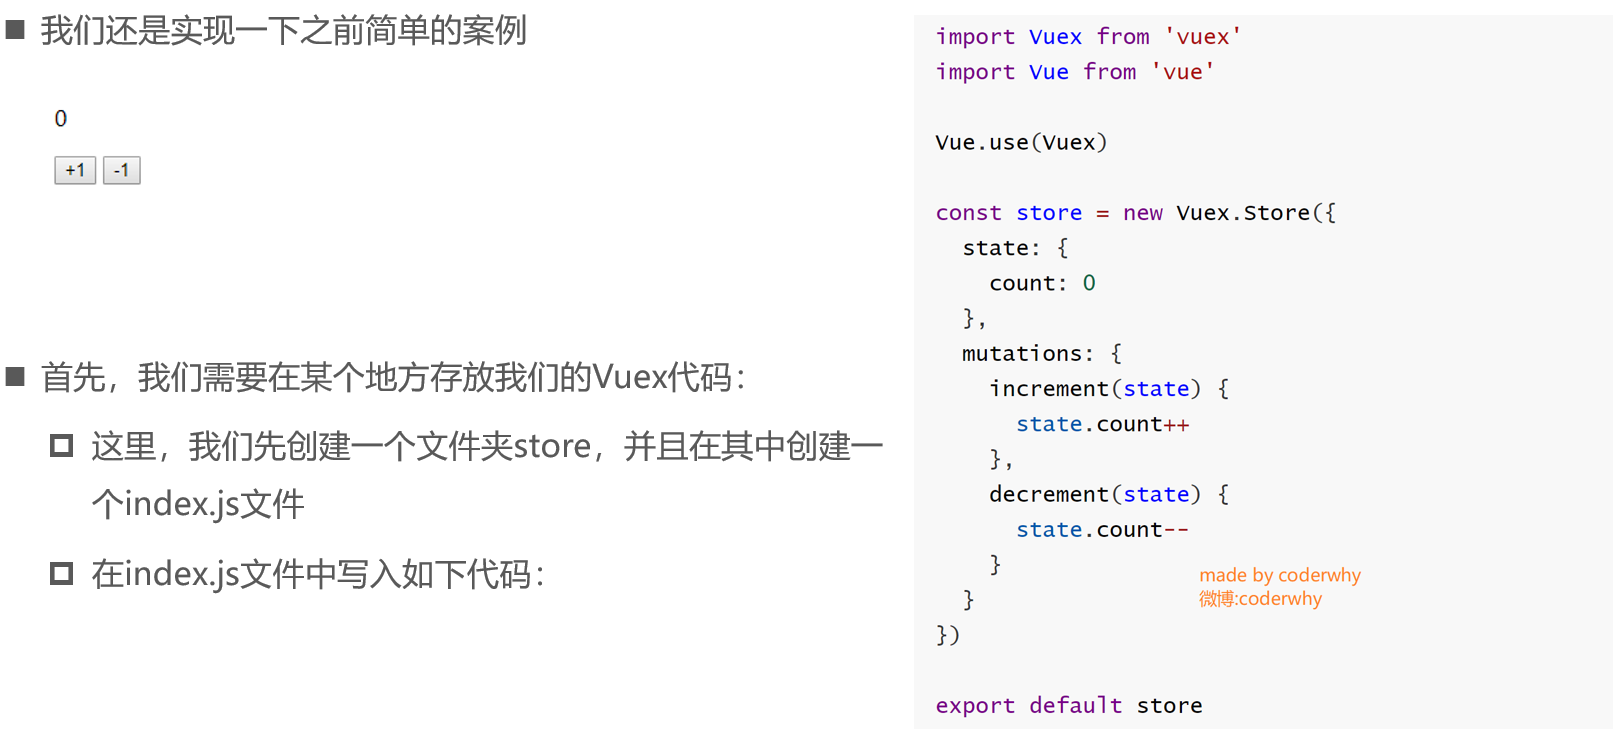 ■ 我们还是实现一下之前简单的案例
0
+1 -1
■ 首先，我们需要在某个地方存放我们的Vuex代码：
这里，我们先创建一个文件夹store，并且在其中创建一
个index.js文件
在index.js文件中写入如下代码：
import Vuex from 'vuex'
import Vue from 'vue'
Vue.use(Vuex)
const store = new Vuex.Store({
  state: {
    count: 0
  },
  mutations: {
    increment(state) {
      state.count++
    },
    decrement(state) {
      state.count--
    }
  }
})
export default store
made by coderwhy
微博:coderwhy